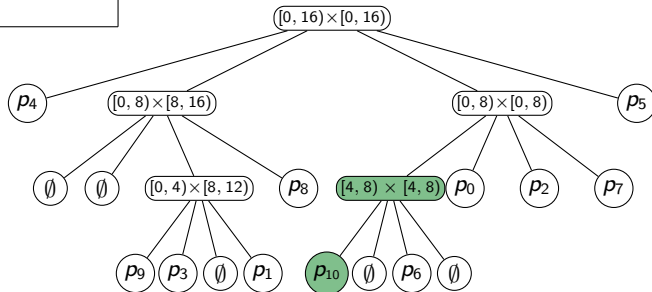 [0, 16)×[0, 16)
p4 [0, 8)×[8, 16) [0, 8)×[0, 8) p5
∅ ∅ [0, 4)×[8, 12) p8 [4, 8) × [4, 8) p0 p2 p7
p9 p3 ∅ p1 p10 ∅ p6 ∅